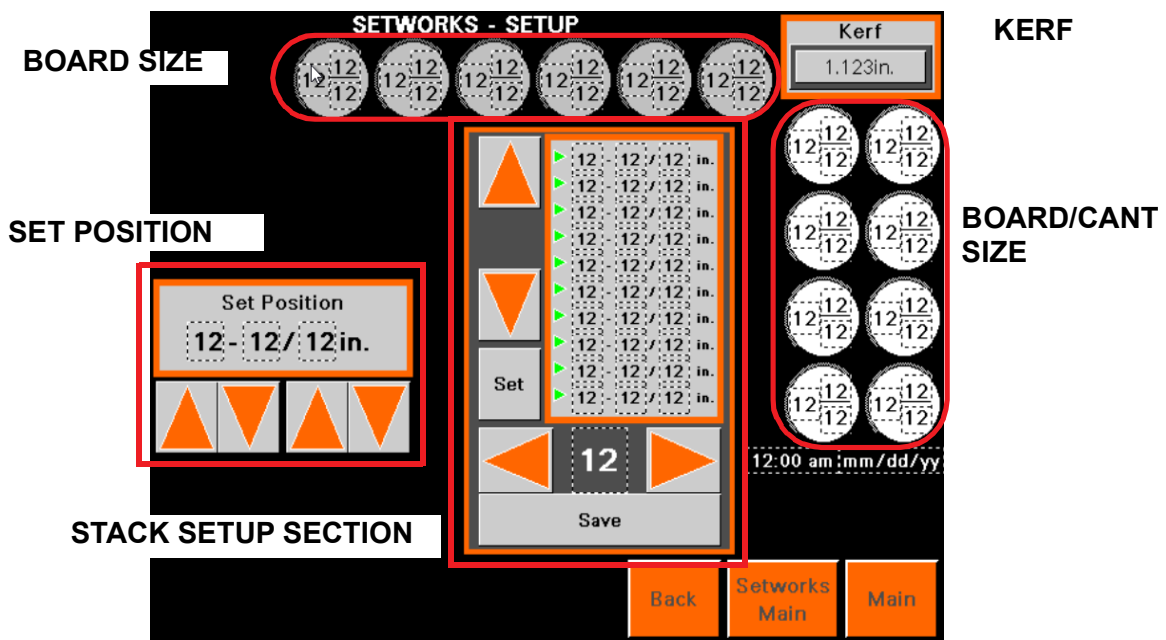 SETWORKS - SETUP
BOARD SIZE
12 12/12 12 12/12 12 12/12 12 12/12 12 12/12 12 12/12
Kerf
1.123in.
KERF
12 - 12 / 12 in.
12 - 12 / 12 in.
12 - 12 / 12 in.
12 - 12 / 12 in.
12 - 12 / 12 in.
12 - 12 / 12 in.
12 - 12 / 12 in.
12 - 12 / 12 in.
12 - 12 / 12 in.
12 - 12 / 12 in.
Set
12
Save
12 12/12 12 12/12
12 12/12 12 12/12
12 12/12 12 12/12
12 12/12 12 12/12
BOARD/CANT
SIZE
SET POSITION
Set Position
12 - 12 / 12 in.
12:00 am mm/dd/yy
STACK SETUP SECTION
Back
Setworks
Main
Main